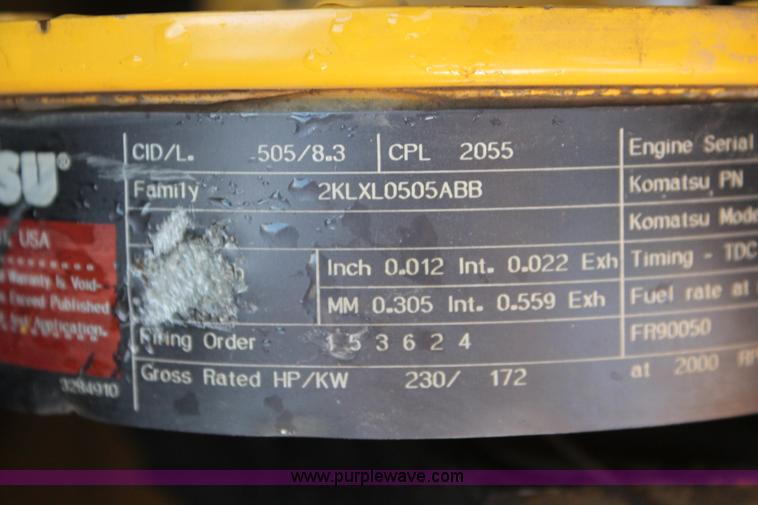 SU®
USA
Warranty is Void-
Exceed Published
and Application.
3284910
CID/L. 505/8.3 CPL 2055
Family 2KLXL0505ABB
Inch 0.012 Int. 0.022 Exh
MM 0.305 Int. 0.559 Exh
Firing Order 1 5 3 6 2 4
Gross Rated HP/KW 230/ 172
Engine Serial
Komatsu PN
Komatsu Mode
Timing - TDC
Fuel rate at
FR90050
at 2000 RP
www.purplewave.com